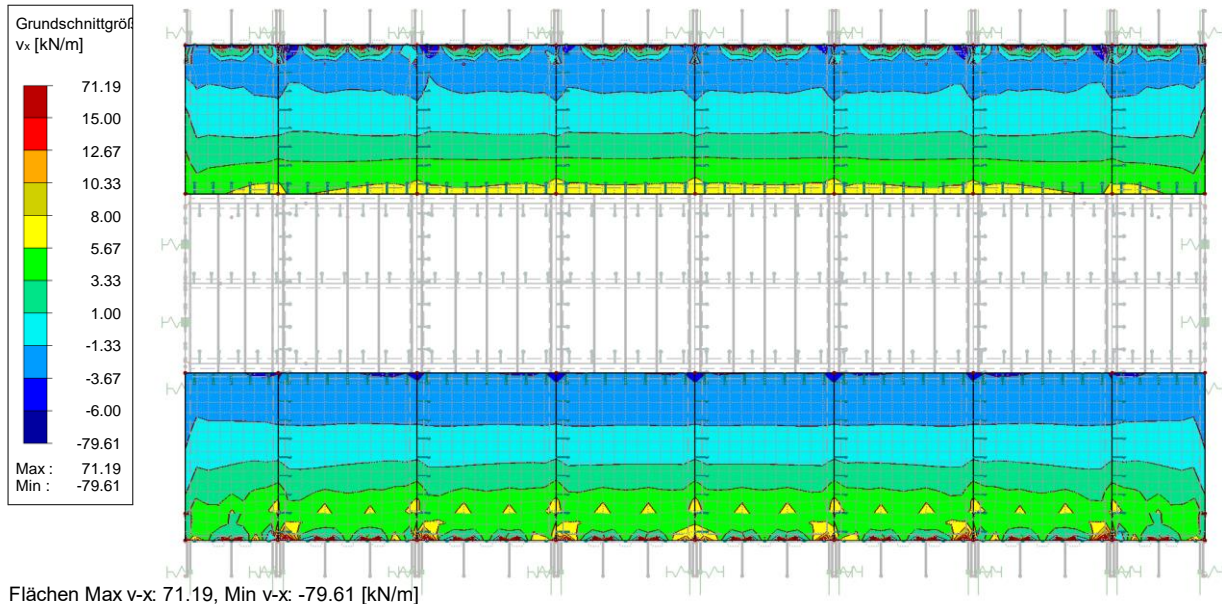 Grundschnittgröß
vx [kN/m]
71.19
15.00
12.67
10.33
8.00
5.67
3.33
1.00
-1.33
-3.67
-6.00
-79.61
Max : 71.19
Min : -79.61
Flächen Max v-x: 71.19, Min v-x: -79.61 [kN/m]